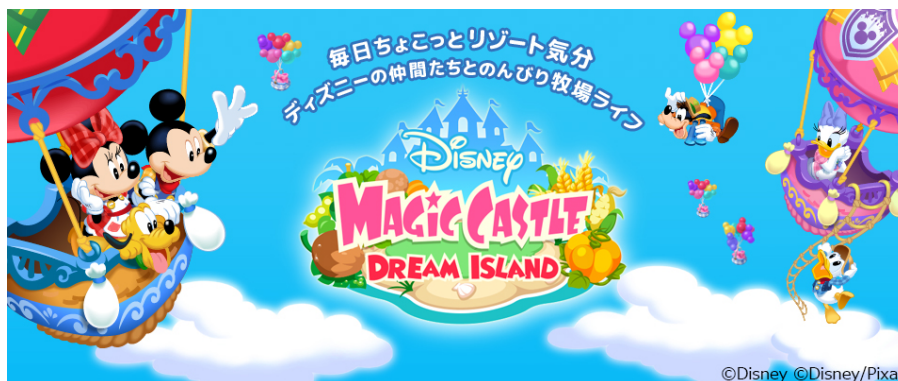 毎日ちょこっとリゾート気分
ディズニーの仲間たちとのんびり牧場ライフ
Disney
MAGIC CASTLE
DREAM ISLAND
©Disney ©Disney/Pixa